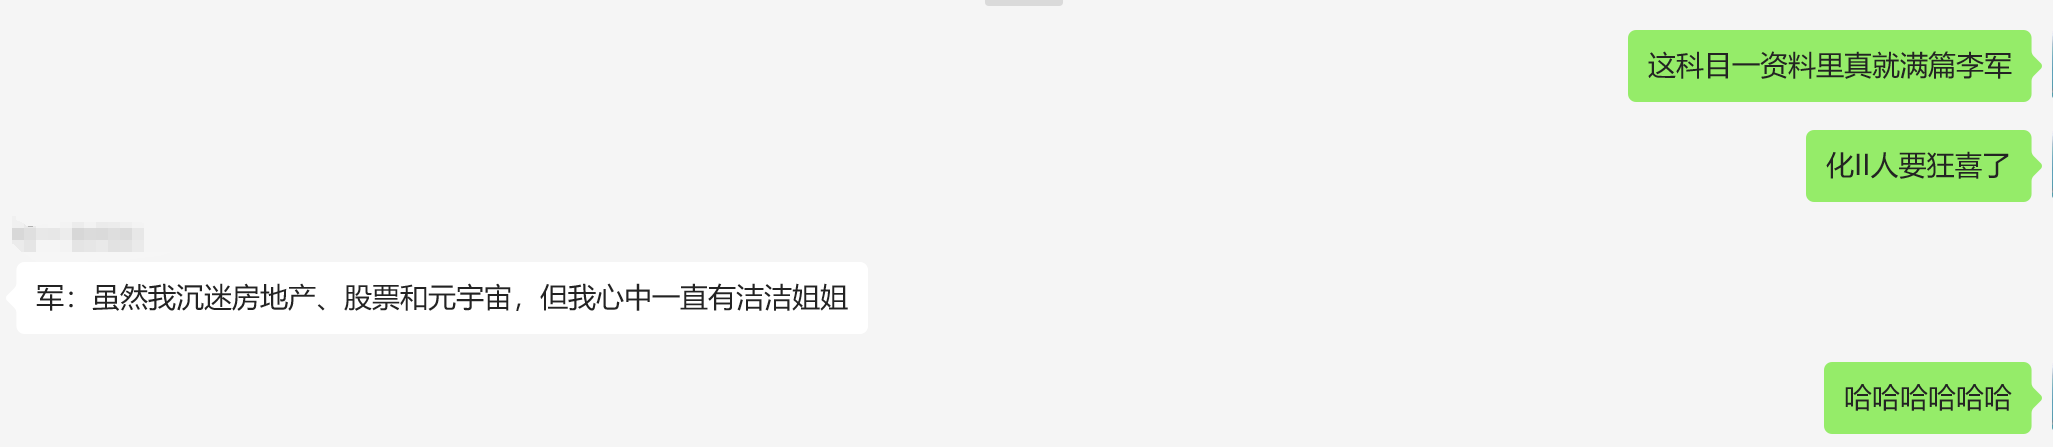 这科目一资料里真就满篇李军
化II人要狂喜了
军：虽然我沉迷房地产、股票和元宇宙，但我心中一直有洁洁姐姐
哈哈哈哈哈哈